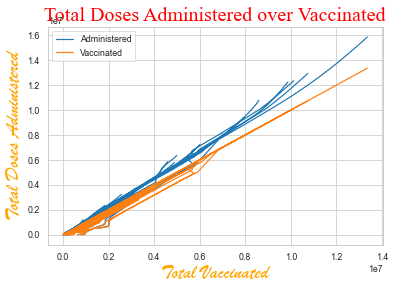 Total Doses Administered over Vaccinated
1e7
1.6
1.4
1.2
1.0
0.8
0.6
0.4
0.2
0.0
Administered
Vaccinated
Total Doses Administered
0.0 0.2 0.4 0.6 0.8 1.0 1.2 1.4
1e7
Total Vaccinated